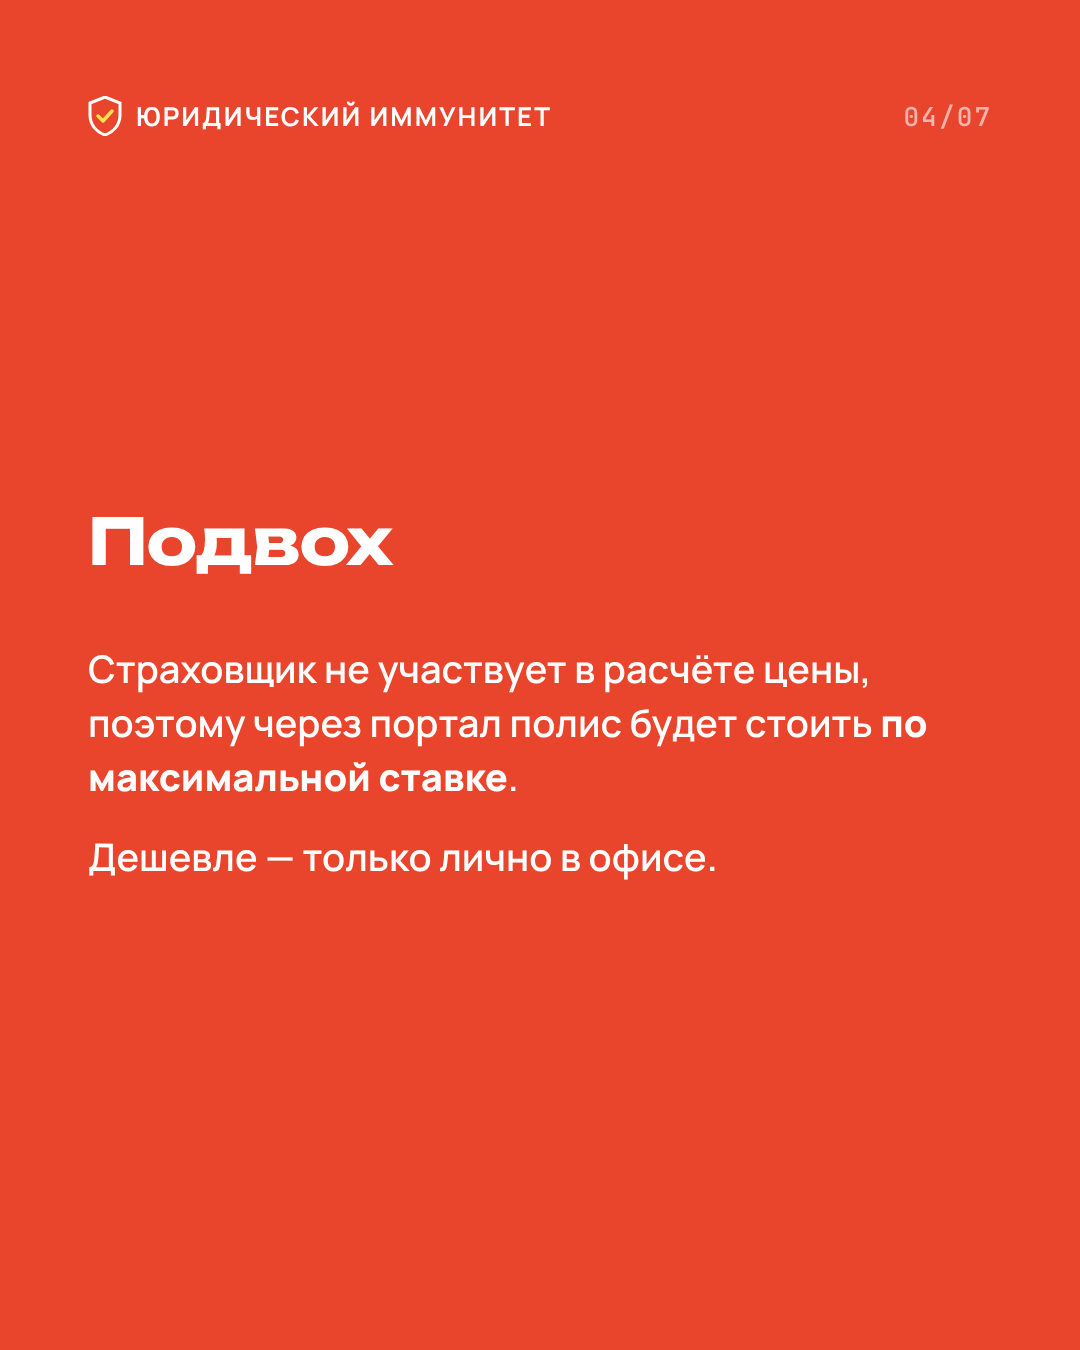 ЮРИДИЧЕСКИЙ ИММУНИТЕТ
04/07
Подвох
Страховщик не участвует в расчёте цены,
поэтому через портал полис будет стоить по
максимальной ставке.
Дешевле — только лично в офисе.